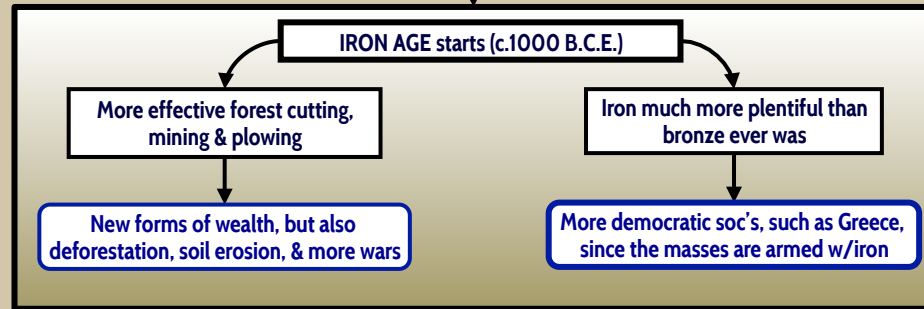 IRON AGE starts (c.1000 B.C.E.)
More effective forest cutting,
mining & plowing
Iron much more plentiful than
bronze ever was
New forms of wealth, but also
deforestation, soil erosion, & more wars
More democratic soc's, such as Greece,
since the masses are armed w/iron